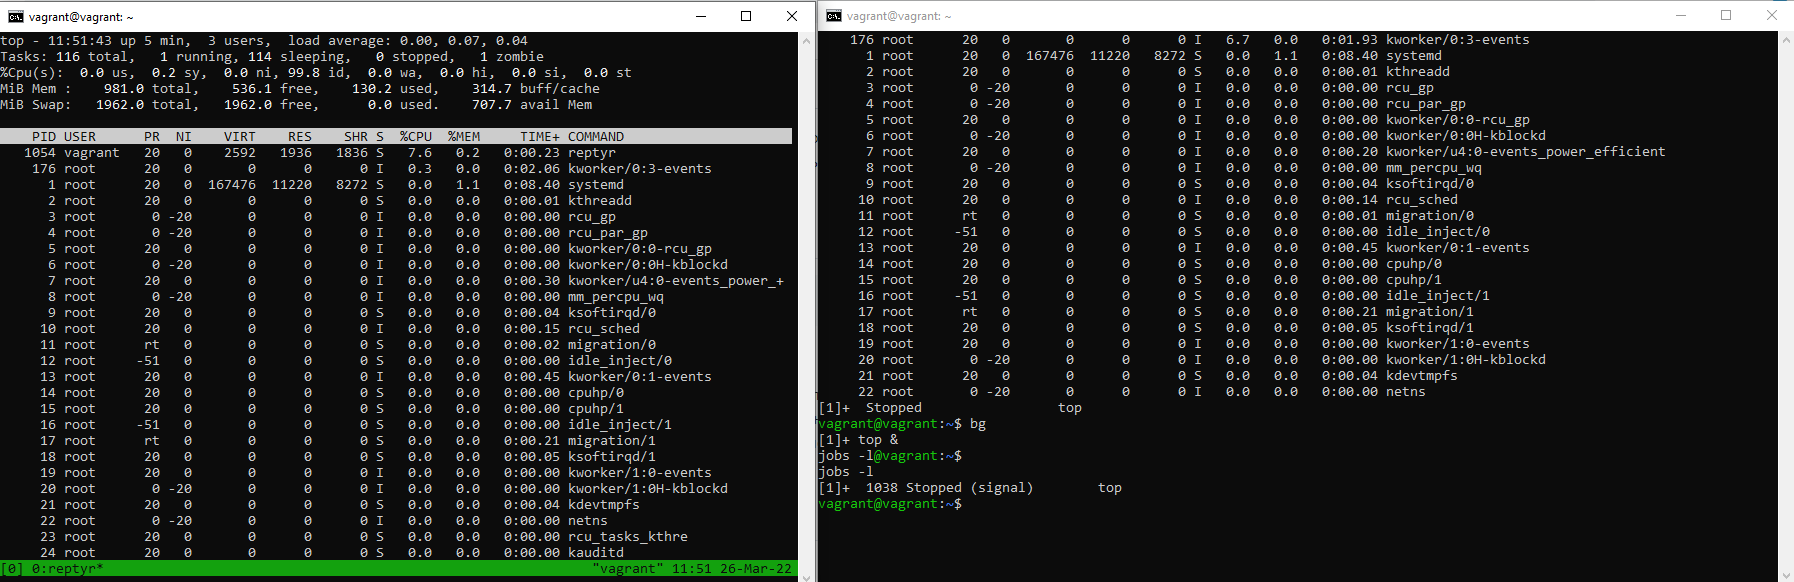 vagrant@vagrant: ~
top - 11:51:43 up 5 min,  3 users,  load average: 0.00, 0.07, 0.04
Tasks: 116 total,   1 running, 114 sleeping,   0 stopped,   1 zombie
%Cpu(s):  0.0 us,  0.2 sy,  0.0 ni, 99.8 id,  0.0 wa,  0.0 hi,  0.0 si,  0.0 st
MiB Mem :    981.0 total,    536.1 free,    130.2 used,    314.7 buff/cache
MiB Swap:   1962.0 total,   1962.0 free,      0.0 used.    707.7 avail Mem
PID USER      PR  NI    VIRT    RES    SHR S  %CPU  %MEM     TIME+ COMMAND
1054 vagrant   20   0    2592   1936   1836 S   7.6   0.2   0:00.23 reptyr
176 root      20   0       0      0      0 I   0.3   0.0   0:02.06 kworker/0:3-events
1 root      20   0  167476  11220   8272 S   0.0   1.1   0:08.40 systemd
2 root      20   0       0      0      0 S   0.0   0.0   0:00.01 kthreadd
3 root       0 -20       0      0      0 I   0.0   0.0   0:00.00 rcu_gp
4 root       0 -20       0      0      0 I   0.0   0.0   0:00.00 rcu_par_gp
5 root      20   0       0      0      0 I   0.0   0.0   0:00.00 kworker/0:0-rcu_gp
6 root       0 -20       0      0      0 I   0.0   0.0   0:00.00 kworker/0:0H-kblockd
7 root      20   0       0      0      0 I   0.0   0.0   0:00.30 kworker/u4:0-events_power_+
8 root       0 -20       0      0      0 I   0.0   0.0   0:00.00 mm_percpu_wq
9 root      20   0       0      0      0 S   0.0   0.0   0:00.04 ksoftirqd/0
10 root      20   0       0      0      0 I   0.0   0.0   0:00.15 rcu_sched
11 root      rt   0       0      0      0 S   0.0   0.0   0:00.02 migration/0
12 root     -51   0       0      0      0 S   0.0   0.0   0:00.00 idle_inject/0
13 root      20   0       0      0      0 I   0.0   0.0   0:00.45 kworker/0:1-events
14 root      20   0       0      0      0 S   0.0   0.0   0:00.00 cpuhp/0
15 root      20   0       0      0      0 S   0.0   0.0   0:00.00 cpuhp/1
16 root     -51   0       0      0      0 S   0.0   0.0   0:00.00 idle_inject/1
17 root      rt   0       0      0      0 S   0.0   0.0   0:00.21 migration/1
18 root      20   0       0      0      0 S   0.0   0.0   0:00.05 ksoftirqd/1
19 root      20   0       0      0      0 I   0.0   0.0   0:00.00 kworker/1:0-events
20 root       0 -20       0      0      0 I   0.0   0.0   0:00.00 kworker/1:0H-kblockd
21 root      20   0       0      0      0 S   0.0   0.0   0:00.04 kdevtmpfs
22 root       0 -20       0      0      0 I   0.0   0.0   0:00.00 netns
23 root      20   0       0      0      0 S   0.0   0.0   0:00.00 rcu_tasks_kthre
24 root      20   0       0      0      0 S   0.0   0.0   0:00.00 kauditd
[0] 0:reptyr*                    "vagrant" 11:51 26-Mar-22
vagrant@vagrant: ~
176 root      20   0       0      0      0 I   6.7   0.0   0:01.93 kworker/0:3-events
1 root      20   0  167476  11220   8272 S   0.0   1.1   0:08.40 systemd
2 root      20   0       0      0      0 S   0.0   0.0   0:00.01 kthreadd
3 root       0 -20       0      0      0 I   0.0   0.0   0:00.00 rcu_gp
4 root       0 -20       0      0      0 I   0.0   0.0   0:00.00 rcu_par_gp
5 root      20   0       0      0      0 I   0.0   0.0   0:00.00 kworker/0:0-rcu_gp
6 root       0 -20       0      0      0 I   0.0   0.0   0:00.00 kworker/0:0H-kblockd
7 root      20   0       0      0      0 I   0.0   0.0   0:00.20 kworker/u4:0-events_power_efficient
8 root       0 -20       0      0      0 I   0.0   0.0   0:00.00 mm_percpu_wq
9 root      20   0       0      0      0 S   0.0   0.0   0:00.04 ksoftirqd/0
10 root      20   0       0      0      0 I   0.0   0.0   0:00.14 rcu_sched
11 root      rt   0       0      0      0 S   0.0   0.0   0:00.01 migration/0
12 root     -51   0       0      0      0 S   0.0   0.0   0:00.00 idle_inject/0
13 root      20   0       0      0      0 I   0.0   0.0   0:00.45 kworker/0:1-events
14 root      20   0       0      0      0 S   0.0   0.0   0:00.00 cpuhp/0
15 root      20   0       0      0      0 S   0.0   0.0   0:00.00 cpuhp/1
16 root     -51   0       0      0      0 S   0.0   0.0   0:00.00 idle_inject/1
17 root      rt   0       0      0      0 S   0.0   0.0   0:00.21 migration/1
18 root      20   0       0      0      0 S   0.0   0.0   0:00.05 ksoftirqd/1
19 root      20   0       0      0      0 I   0.0   0.0   0:00.00 kworker/1:0-events
20 root       0 -20       0      0      0 I   0.0   0.0   0:00.00 kworker/1:0H-kblockd
21 root      20   0       0      0      0 S   0.0   0.0   0:00.04 kdevtmpfs
22 root       0 -20       0      0      0 I   0.0   0.0   0:00.00 netns
[1]+  Stopped                 top
vagrant@vagrant:~$ bg
[1]+ top &
jobs -l@vagrant:~$
jobs -l
[1]+  1038 Stopped (signal)        top
vagrant@vagrant:~$